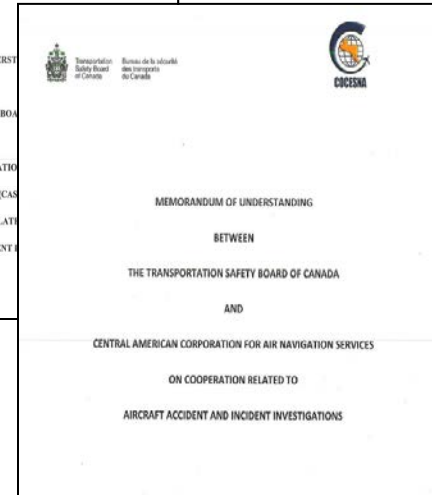 Transportation Safety Board of Canada
Bureau de la sécurité des transports du Canada
COCESNA
MEMORANDUM OF UNDERSTANDING
BETWEEN
THE TRANSPORTATION SAFETY BOARD OF CANADA
AND
CENTRAL AMERICAN CORPORATION FOR AIR NAVIGATION SERVICES
ON COOPERATION RELATED TO
AIRCRAFT ACCIDENT AND INCIDENT INVESTIGATIONS